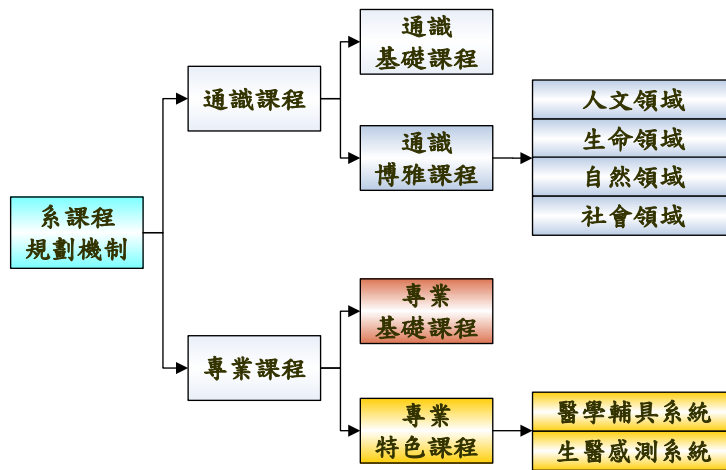 通識
基礎課程
通識課程
通識
博雅課程
人文領域
生命領域
自然領域
社會領域
系課程
規劃機制
專業
基礎課程
專業課程
專業
特色課程
醫學輔具系統
生醫感測系統